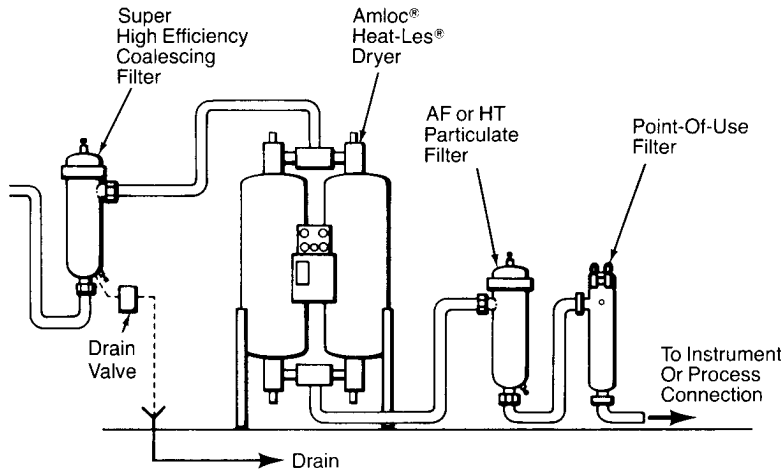 Super
High Efficiency
Coalescing
Filter
Amloc®
Heat-Les®
Dryer
AF or HT
Particulate
Filter
Point-Of-Use
Filter
Drain
Valve
To Instrument
Or Process
Connection
Drain